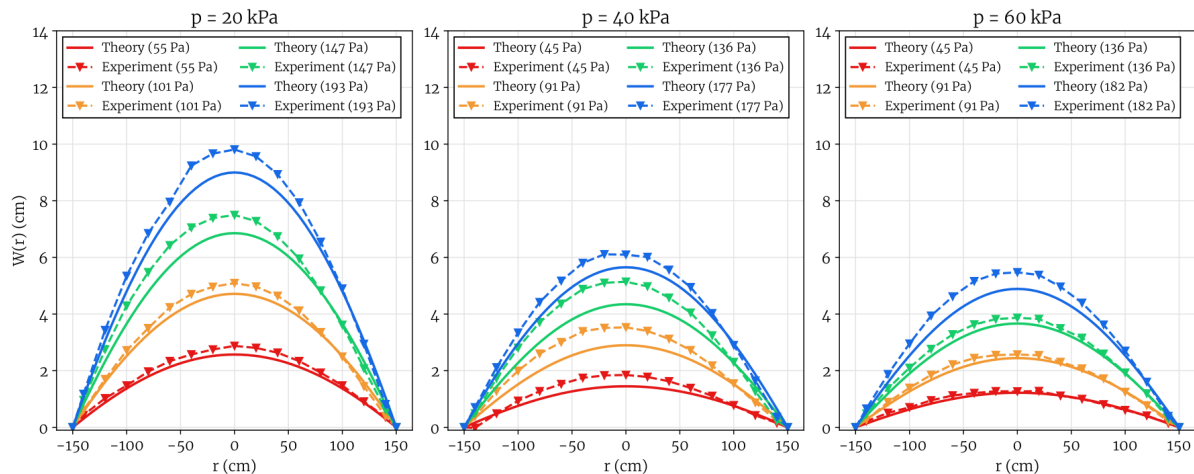 p = 20 kPa
14
12
10
8
6
4
2
0
W(r) (cm)
Theory (55 Pa)
Experiment (55 Pa)
Theory (101 Pa)
Experiment (101 Pa)
Theory (147 Pa)
Experiment (147 Pa)
Theory (193 Pa)
Experiment (193 Pa)
−150 −100 −50 0 50 100 150
r (cm)
p = 40 kPa
14
12
10
8
6
4
2
0
Theory (45 Pa)
Experiment (45 Pa)
Theory (91 Pa)
Experiment (91 Pa)
Theory (136 Pa)
Experiment (136 Pa)
Theory (177 Pa)
Experiment (177 Pa)
−150 −100 −50 0 50 100 150
r (cm)
p = 60 kPa
14
12
10
8
6
4
2
0
Theory (45 Pa)
Experiment (45 Pa)
Theory (91 Pa)
Experiment (91 Pa)
Theory (136 Pa)
Experiment (136 Pa)
Theory (182 Pa)
Experiment (182 Pa)
−150 −100 −50 0 50 100 150
r (cm)